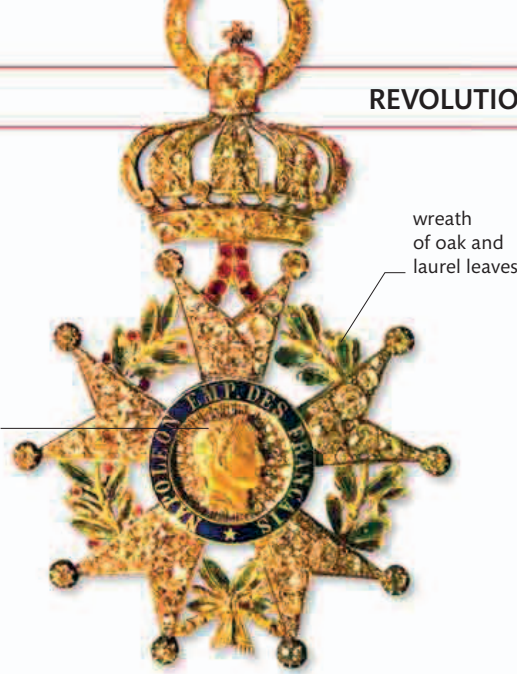 REVOLUTIO
wreath
of oak and
laurel leaves
NAPOLEON EMP. DES FRANÇAIS